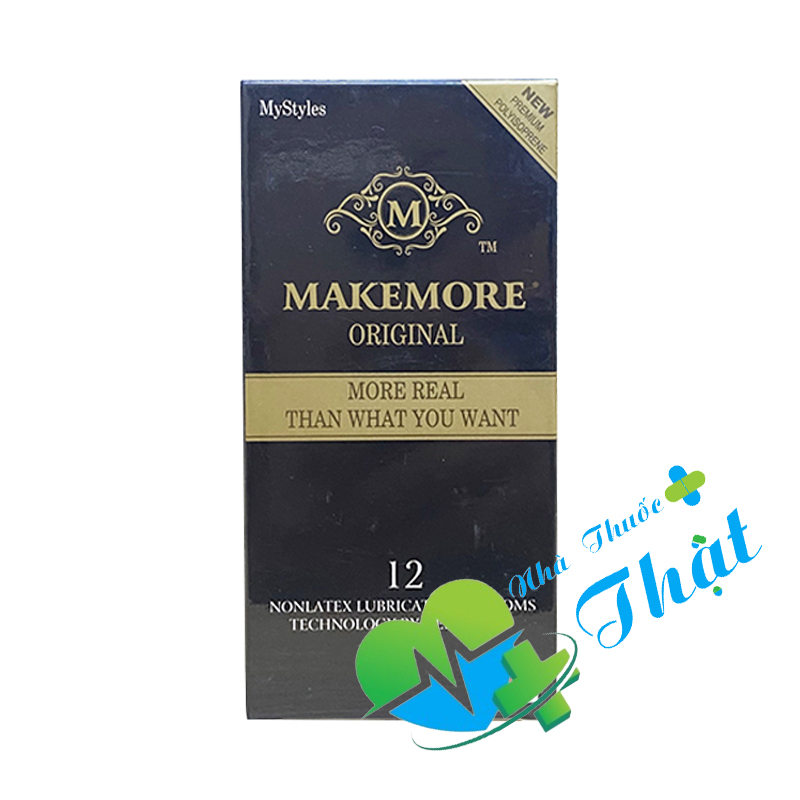 MyStyles
NEW
PREMIUM
POLYISOPRENE
M
TM
MAKEMORE®
ORIGINAL
MORE REAL
THAN WHAT YOU WANT
12
NONLATEX LUBRICAT
TECHNOLOGY
Nhà Thuốc
Thật